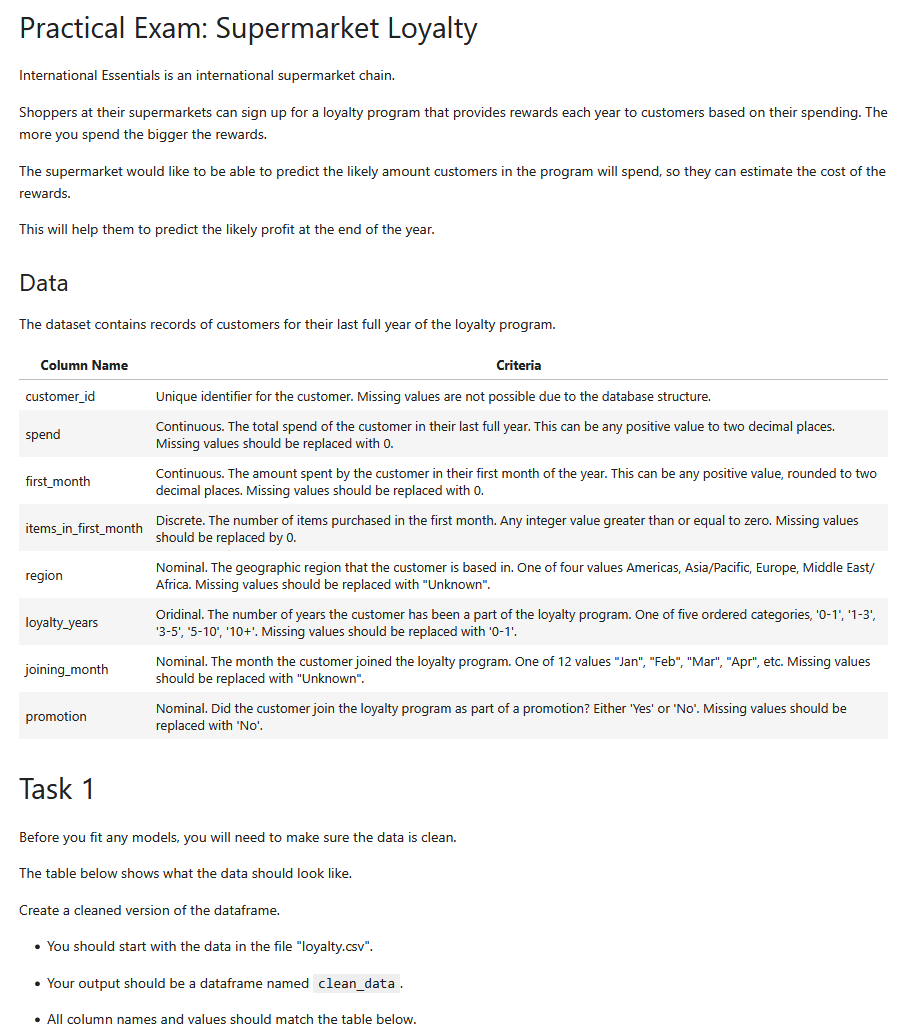 Practical Exam: Supermarket Loyalty
International Essentials is an international supermarket chain.
Shoppers at their supermarkets can sign up for a loyalty program that provides rewards each year to customers based on their spending. The
more you spend the bigger the rewards.
The supermarket would like to be able to predict the likely amount customers in the program will spend, so they can estimate the cost of the
rewards.
This will help them to predict the likely profit at the end of the year.
Data
The dataset contains records of customers for their last full year of the loyalty program.
Column Name Criteria
customer_id Unique identifier for the customer. Missing values are not possible due to the database structure.
spend Continuous. The total spend of the customer in their last full year. This can be any positive value to two decimal places.
Missing values should be replaced with 0.
first_month Continuous. The amount spent by the customer in their first month of the year. This can be any positive value, rounded to two
decimal places. Missing values should be replaced with 0.
items_in_first_month Discrete. The number of items purchased in the first month. Any integer value greater than or equal to zero. Missing values
should be replaced by 0.
region Nominal. The geographic region that the customer is based in. One of four values Americas, Asia/Pacific, Europe, Middle East/
Africa. Missing values should be replaced with "Unknown".
loyalty_years Oridinal. The number of years the customer has been a part of the loyalty program. One of five ordered categories, '0-1', '1-3',
'3-5', '5-10', '10+'. Missing values should be replaced with '0-1'.
joining_month Nominal. The month the customer joined the loyalty program. One of 12 values "Jan", "Feb", "Mar", "Apr", etc. Missing values
should be replaced with "Unknown".
promotion Nominal. Did the customer join the loyalty program as part of a promotion? Either 'Yes' or 'No'. Missing values should be
replaced with 'No'.
Task 1
Before you fit any models, you will need to make sure the data is clean.
The table below shows what the data should look like.
Create a cleaned version of the dataframe.
• You should start with the data in the file "loyalty.csv".
• Your output should be a dataframe named clean_data.
• All column names and values should match the table below.